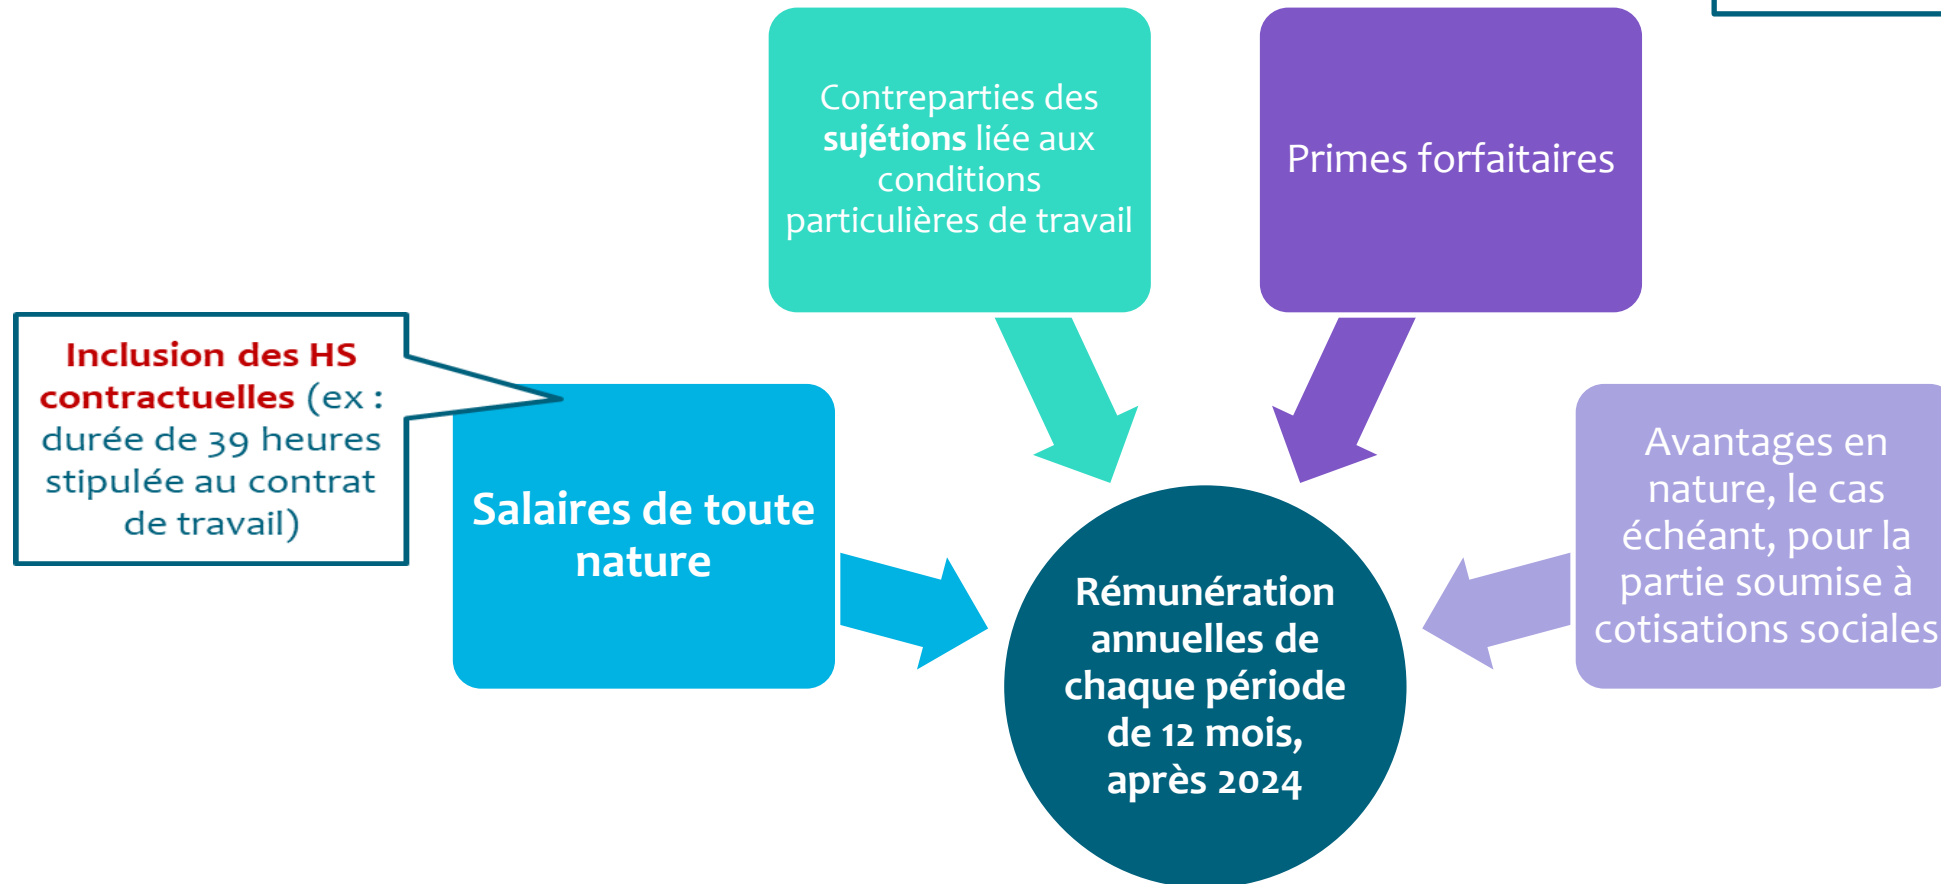 Contreparties des
sujétions liée aux
conditions
particulières de travail
Primes forfaitaires
Inclusion des HS
contractuelles (ex :
durée de 39 heures
stipulée au contrat
de travail)
Salaires de toute
nature
Avantages en
nature, le cas
échéant, pour la
partie soumise à
cotisations sociales
Rémunération
annuelles de
chaque période
de 12 mois,
après 2024